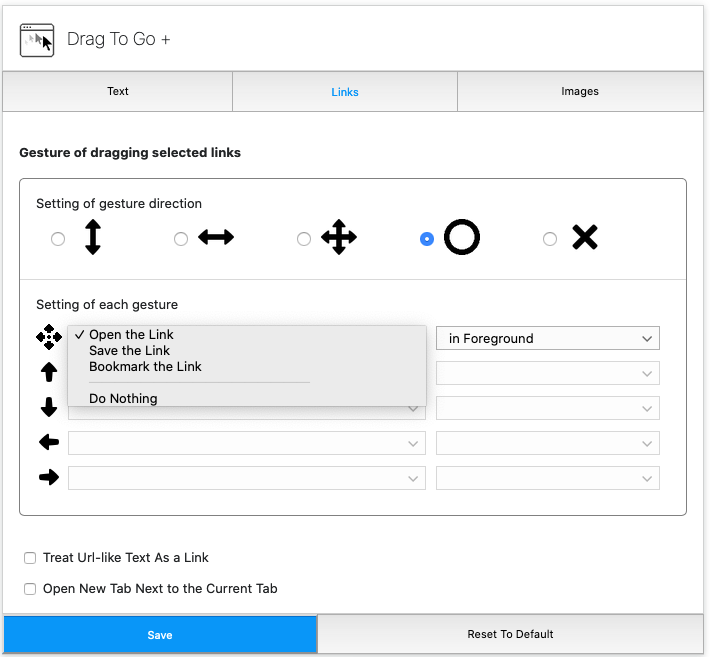 Drag To Go +
Text
Links
Images
Gesture of dragging selected links
Setting of gesture direction
Setting of each gesture
Open the Link
in Foreground
Save the Link
Bookmark the Link
Do Nothing
Treat Url-like Text As a Link
Open New Tab Next to the Current Tab
Save
Reset To Default